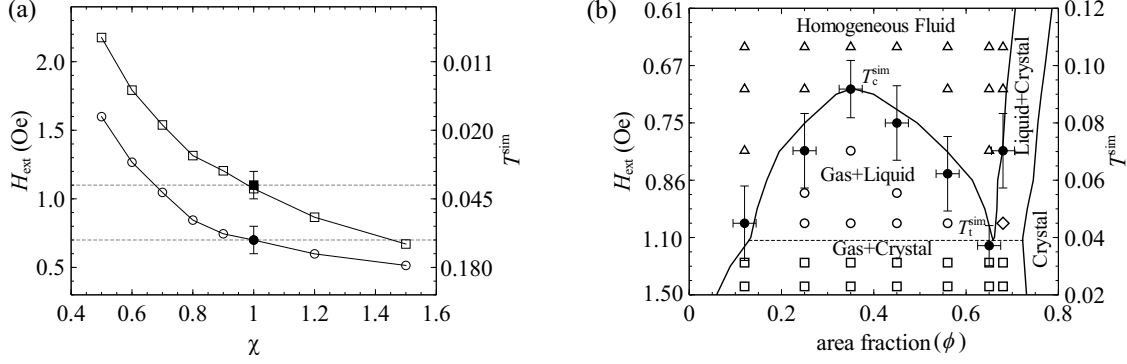 (a)
2.0
1.5
1.0
0.5
H_ext (Oe)
0.011
0.020
0.045
0.180
T^sim
0.4 0.6 0.8 1 1.2 1.4 1.6
χ
(b)
0.61
0.67
0.75
0.86
1.10
1.50
H_ext (Oe)
Homogeneous Fluid
T_c^sim
Gas+Liquid
T_t^sim
Gas+Crystal
Liquid+Crystal
Crystal
0.12
0.10
0.08
0.06
0.04
0.02
T^sim
0 0.2 0.4 0.6 0.8
area fraction (ϕ)